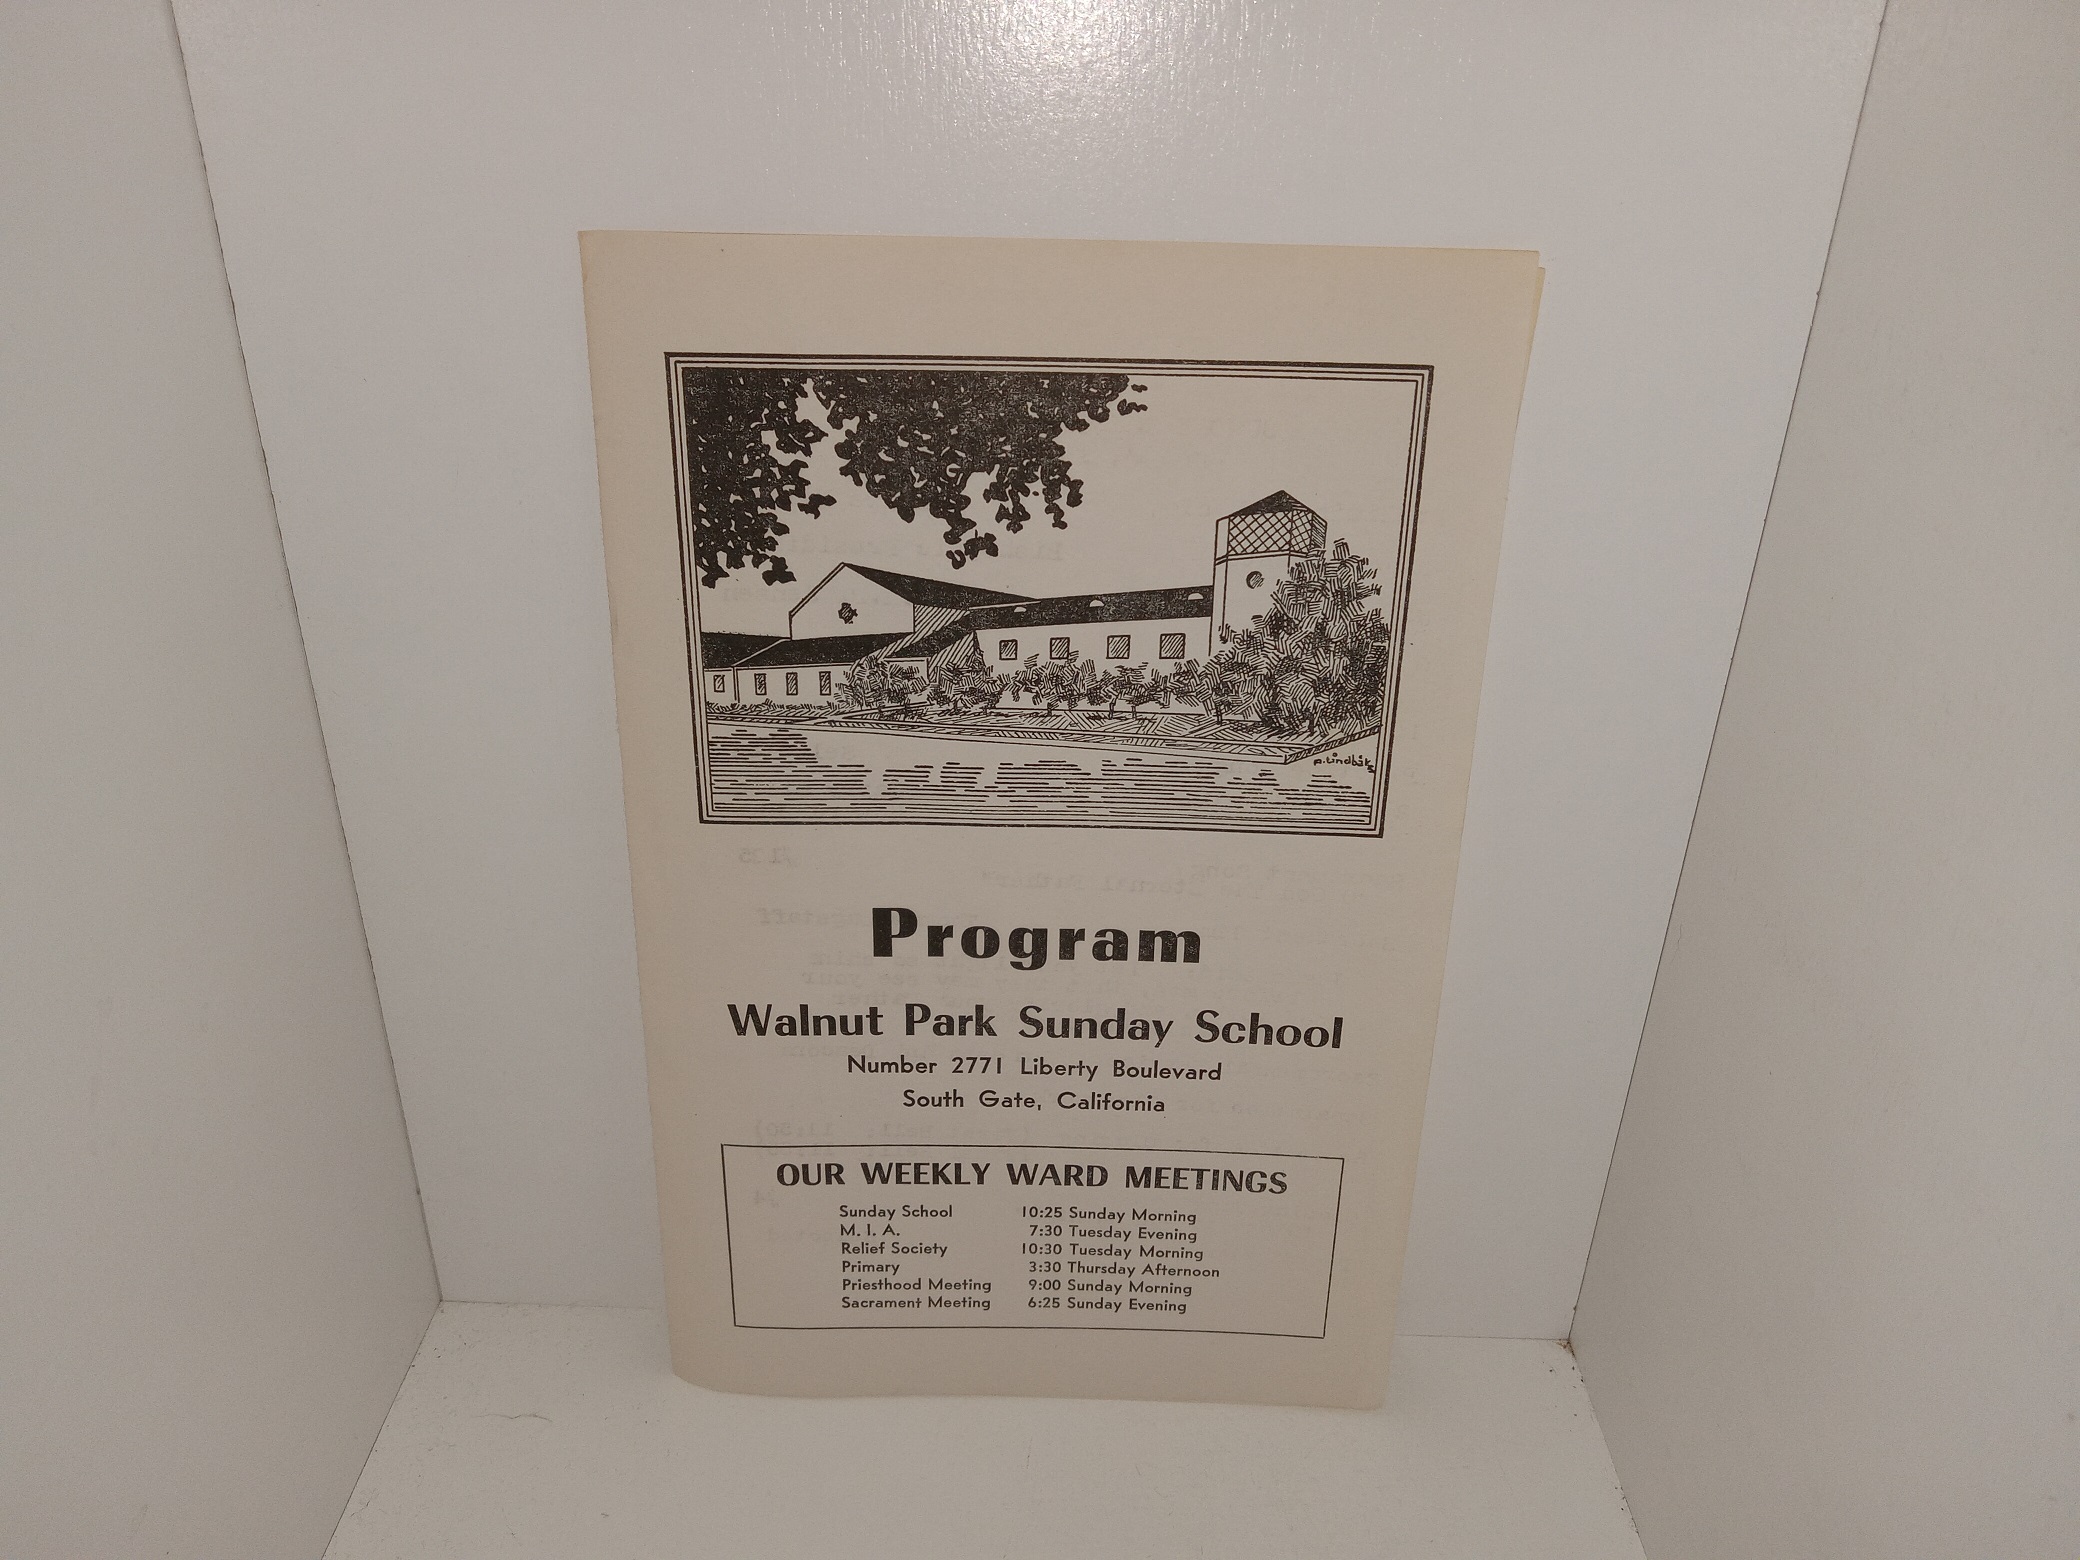 Program
Walnut Park Sunday School
Number 2771 Liberty Boulevard
South Gate, California
OUR WEEKLY WARD MEETINGS
Sunday School 10:25 Sunday Morning
M. I. A. 7:30 Tuesday Evening
Relief Society 10:30 Tuesday Morning
Primary 3:30 Thursday Afternoon
Priesthood Meeting 9:00 Sunday Morning
Sacrament Meeting 6:25 Sunday Evening